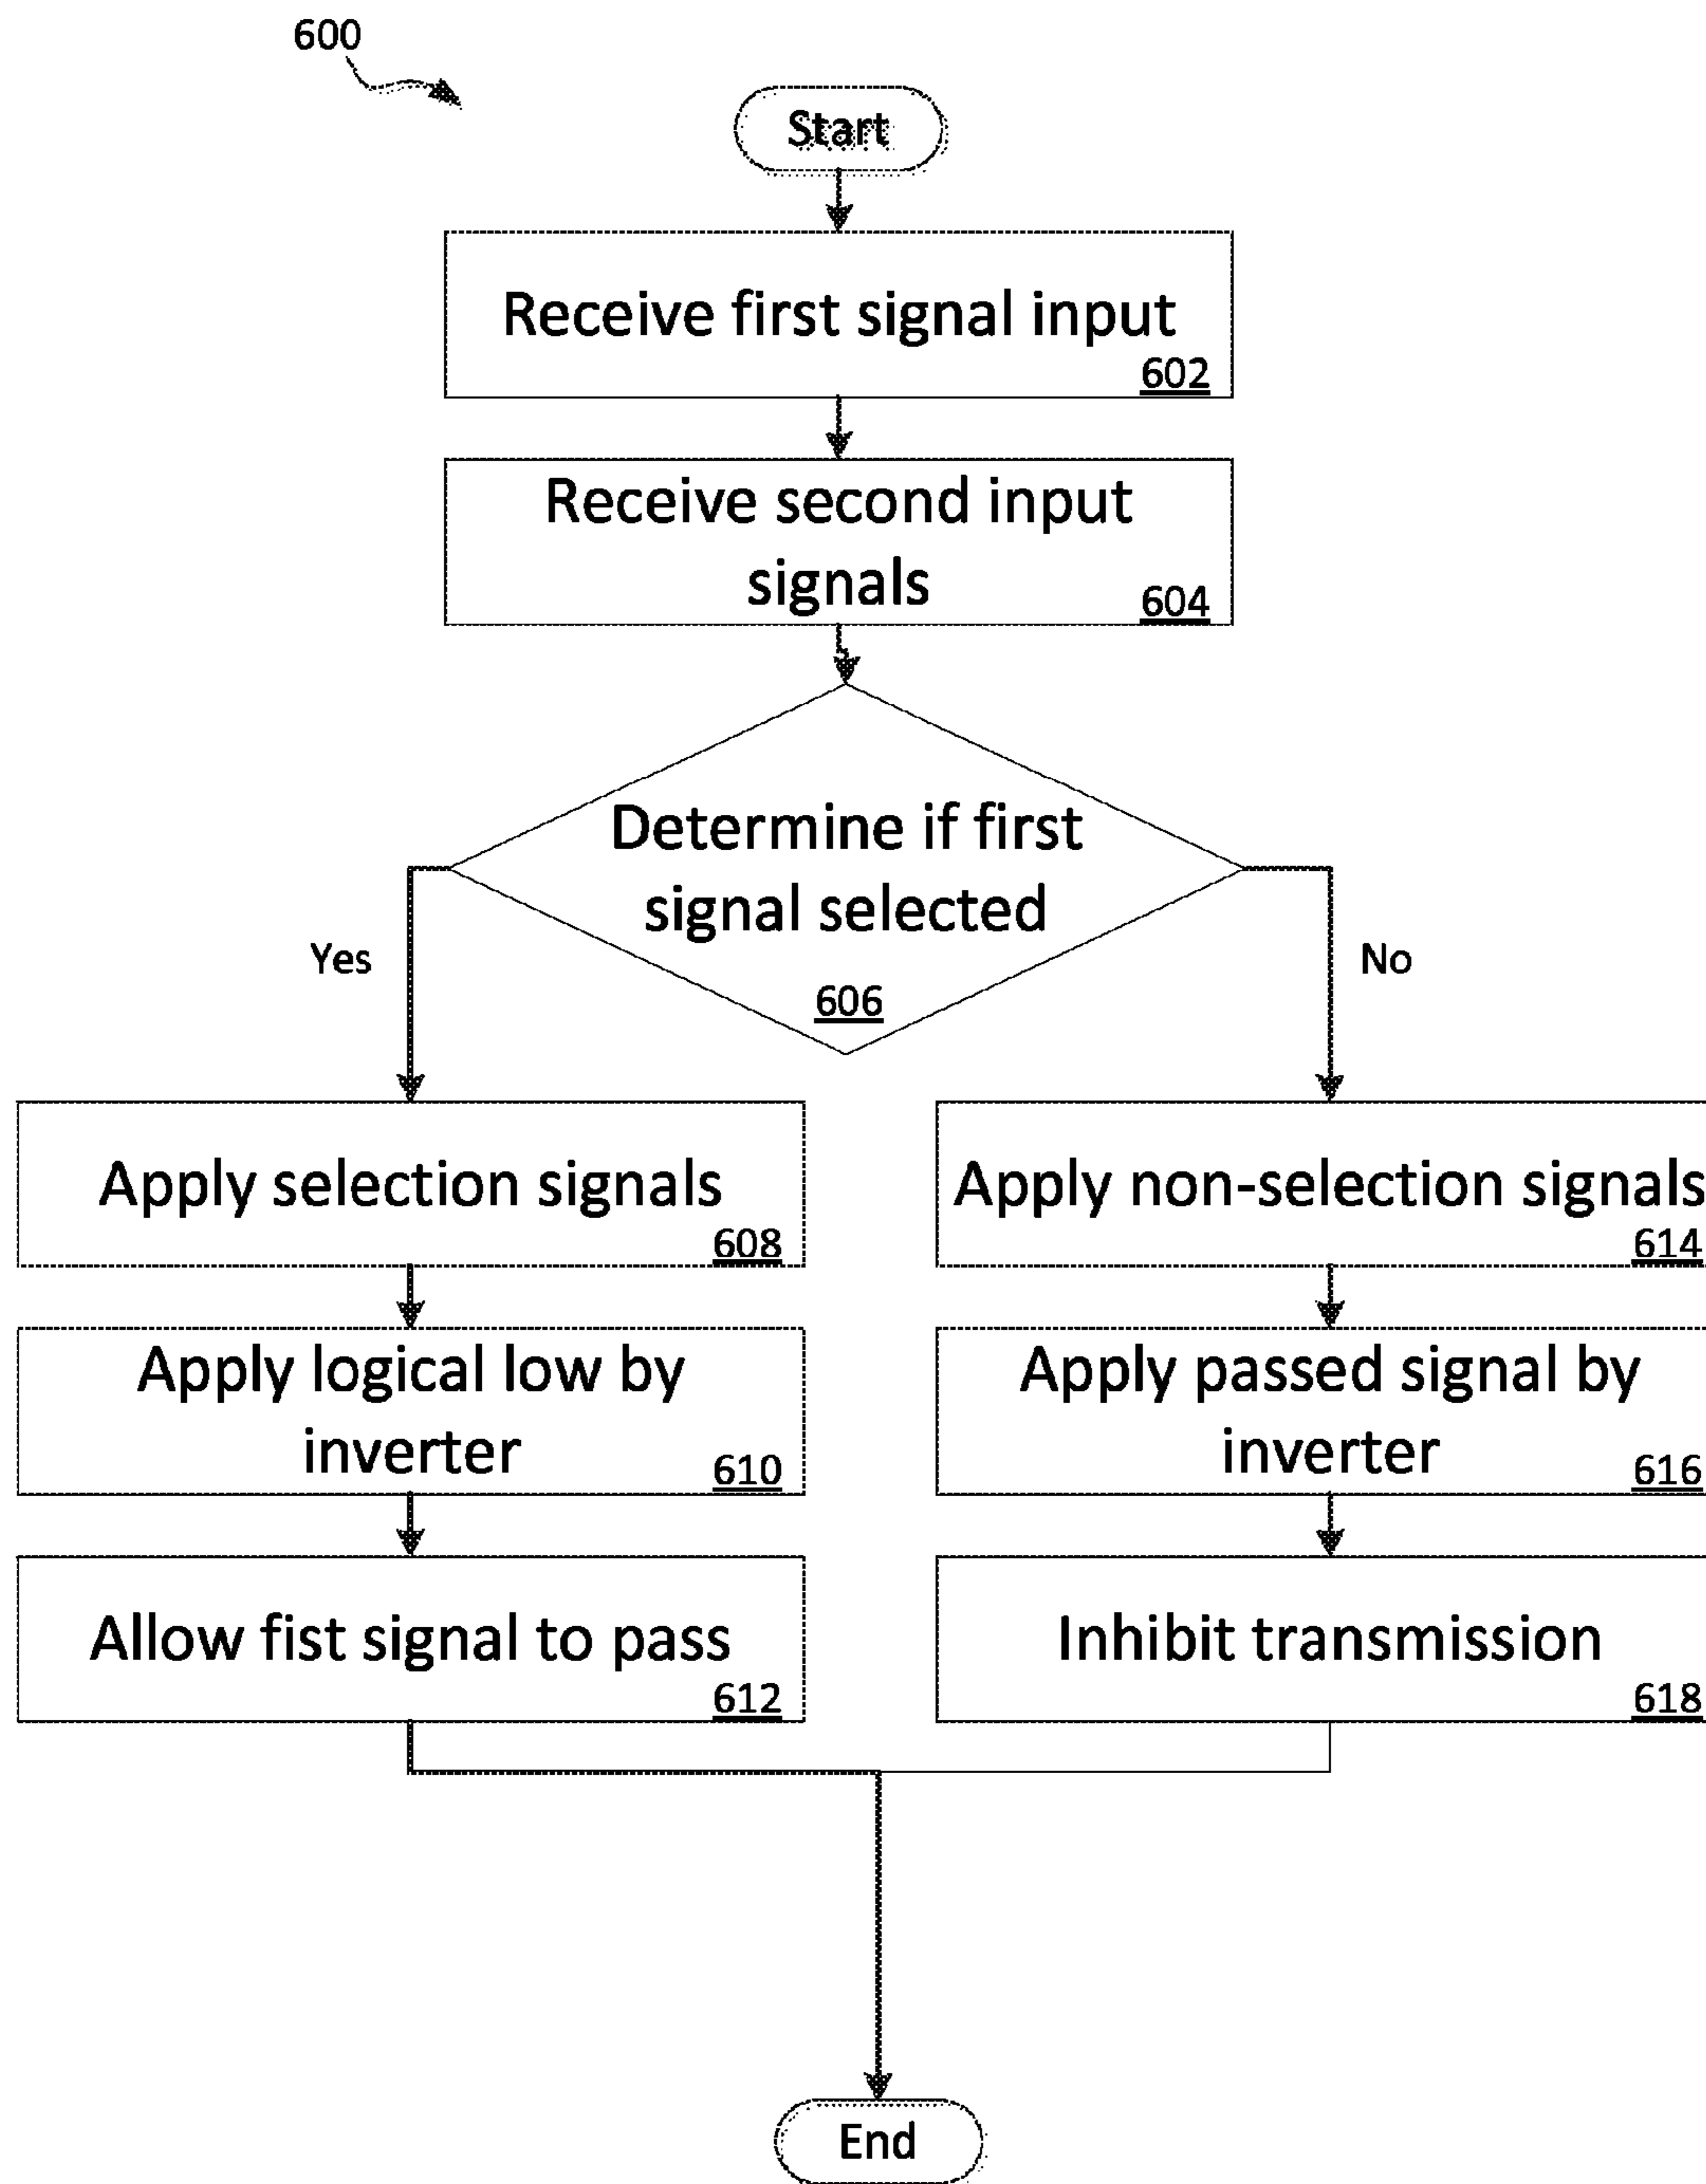 600
Start
Receive first signal input
602
Receive second input
signals
604
Determine if first
signal selected
606
Yes
No
Apply selection signals
608
Apply logical low by
inverter
610
Allow fist signal to pass
612
Apply non-selection signals
614
Apply passed signal by
inverter
616
Inhibit transmission
618
End